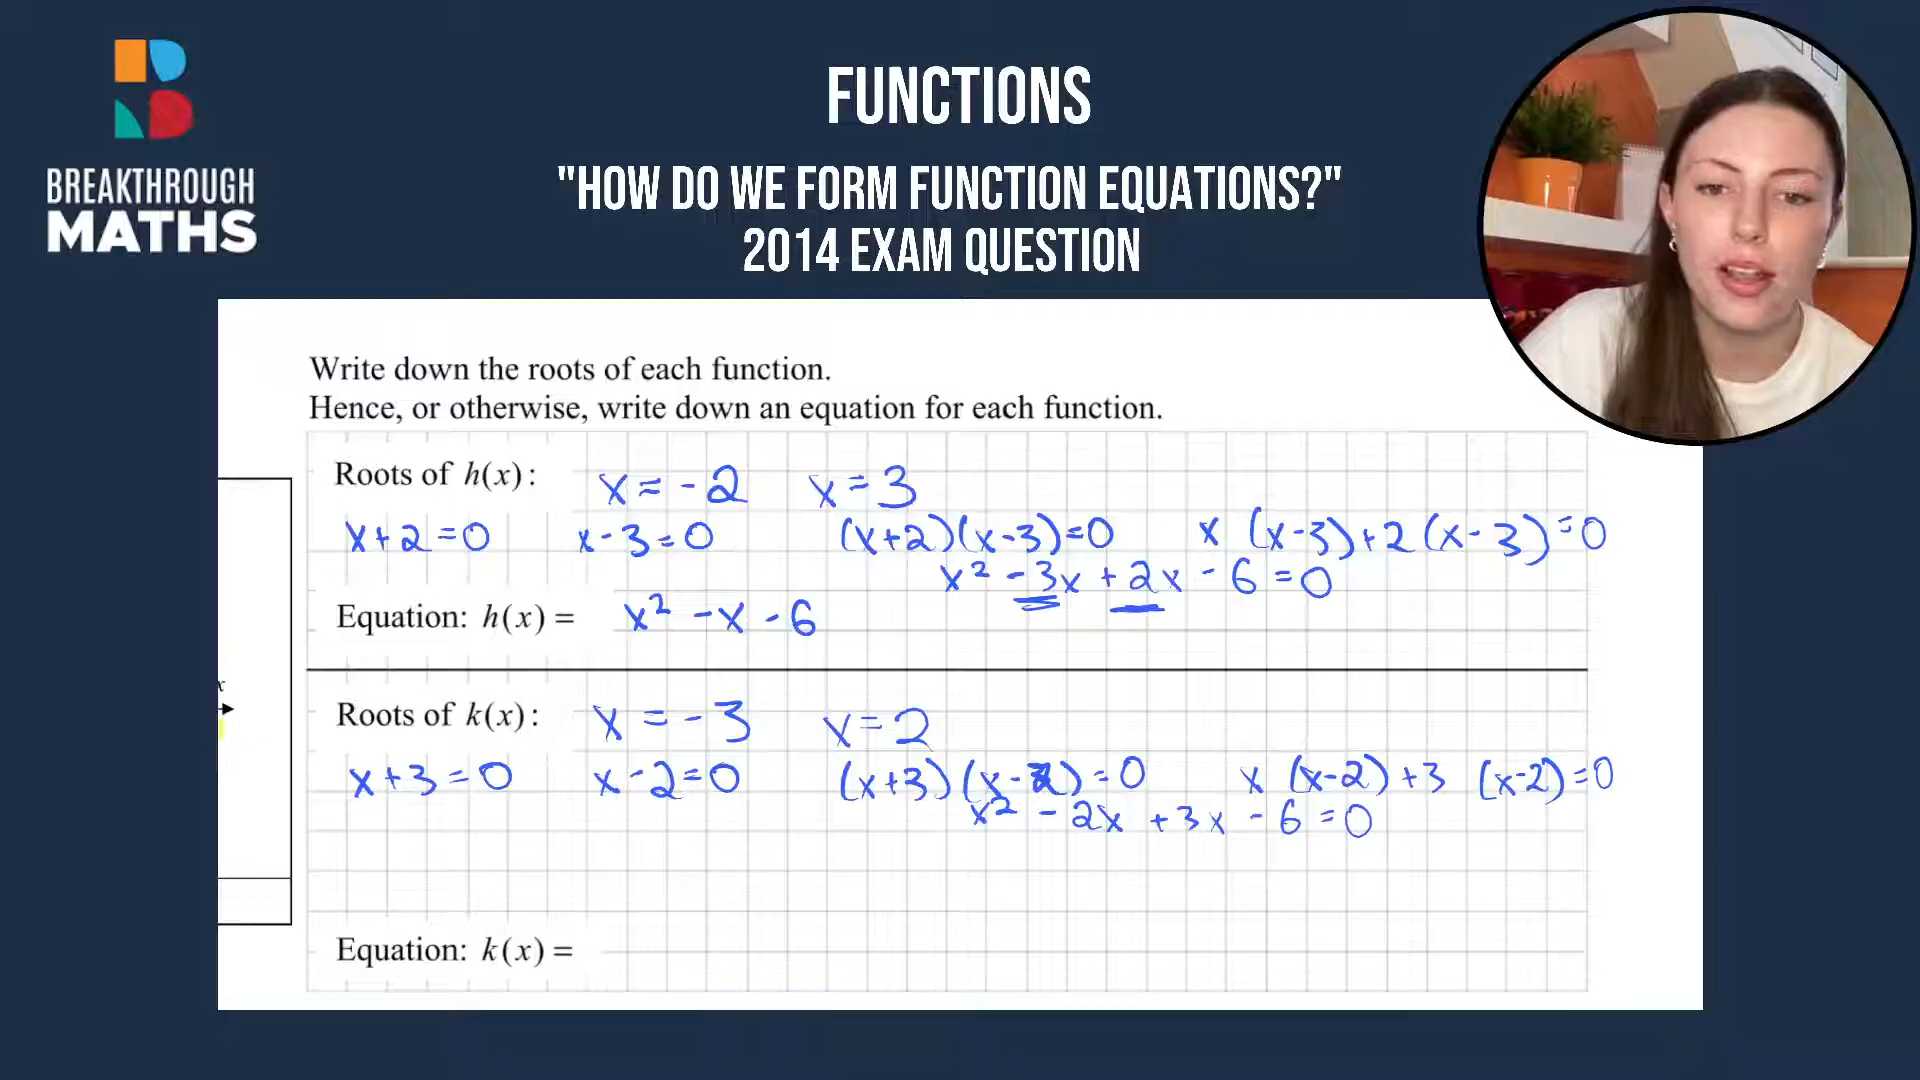 BREAKTHROUGH
MATHS
FUNCTIONS
"HOW DO WE FORM FUNCTION EQUATIONS?"
2014 EXAM QUESTION
Write down the roots of each function.
Hence, or otherwise, write down an equation for each function.
Roots of h(x): x = -2 x = 3
x+2=0 x-3=0 (x+2)(x-3)=0 x (x-3)+2(x-3)=0
x² -3x +2x -6 =0
Equation: h(x) = x² -x -6
x
Roots of k(x): x = -3 x=2
x+3=0 x-2=0 (x+3)(x-2)=0 x (x-2)+3 (x-2)=0
x² -2x +3x -6 =0
Equation: k(x) =